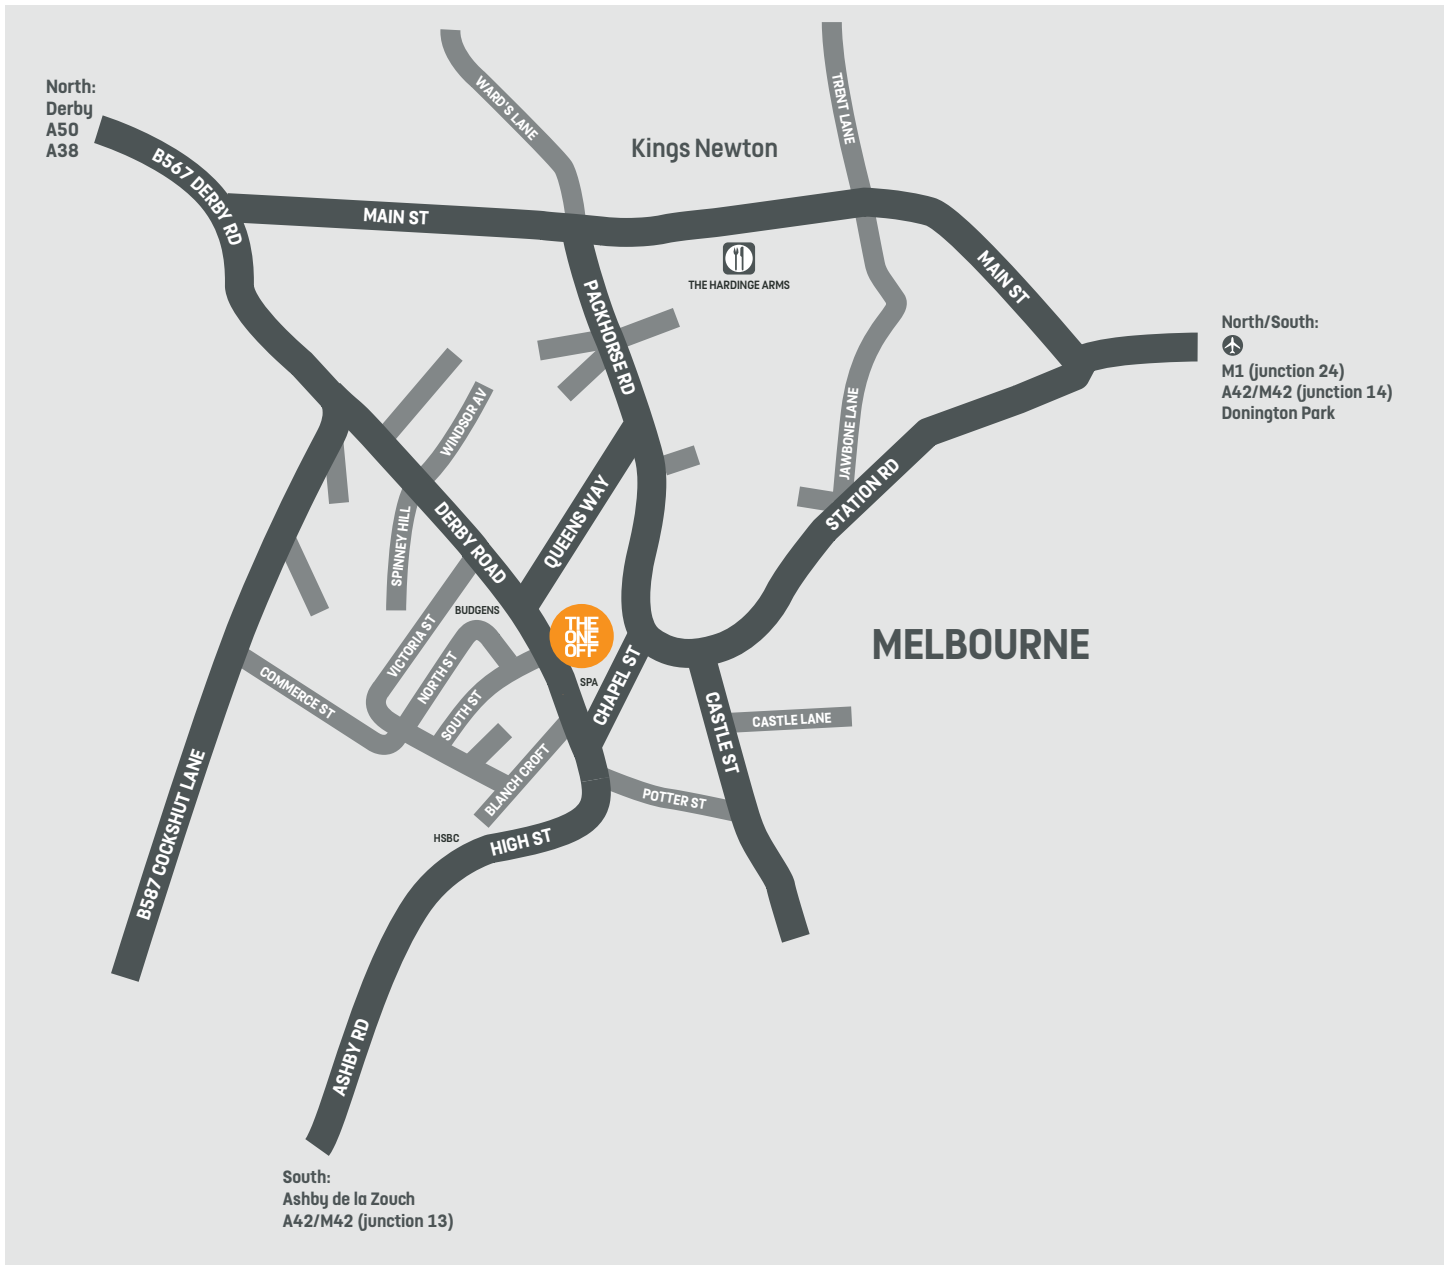 North:
Derby
A50
A38
B567 DERBY RD
WARD'S LANE
TRENT LANE
Kings Newton
MAIN ST
THE HARDINGE ARMS
MAIN ST
PACKHORSE RD
North/South:
M1 (junction 24)
A42/M42 (junction 14)
Donington Park
WINDSOR AV
JAWBONE LANE
STATION RD
QUEENS WAY
SPINNEY HILL
DERBY ROAD
BUDGENS
THE
ONE
OFF
MELBOURNE
VICTORIA ST
NORTH ST
SOUTH ST
SPA
CHAPEL ST
COMMERCE ST
CASTLE ST
CASTLE LANE
BLANCH CROFT
POTTER ST
B587 COCKSHUT LANE
HSBC
HIGH ST
ASHBY RD
South:
Ashby de la Zouch
A42/M42 (junction 13)